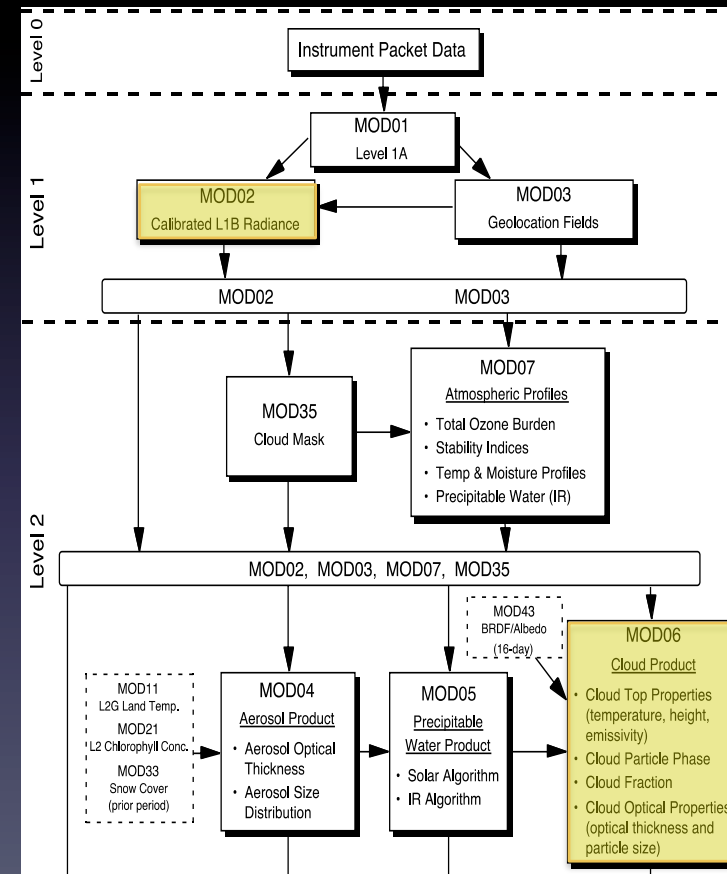 Level 0
Instrument Packet Data
Level 1
MOD01
Level 1A
MOD02
Calibrated L1B Radiance
MOD03
Geolocation Fields
MOD02
MOD03
Level 2
MOD35
Cloud Mask
MOD07
Atmospheric Profiles
• Total Ozone Burden
• Stability Indices
• Temp & Moisture Profiles
• Precipitable Water (IR)
MOD02, MOD03, MOD07, MOD35
MOD43
BRDF/Albedo
(16-day)
MOD11
L2G Land Temp.
MOD21
L2 Chlorophyll Conc.
MOD33
Snow Cover
(prior period)
MOD04
Aerosol Product
• Aerosol Optical
Thickness
• Aerosol Size
Distribution
MOD05
Precipitable
Water Product
• Solar Algorithm
• IR Algorithm
MOD06
Cloud Product
• Cloud Top Properties
(temperature, height,
emissivity)
• Cloud Particle Phase
• Cloud Fraction
• Cloud Optical Properties
(optical thickness and
particle size)